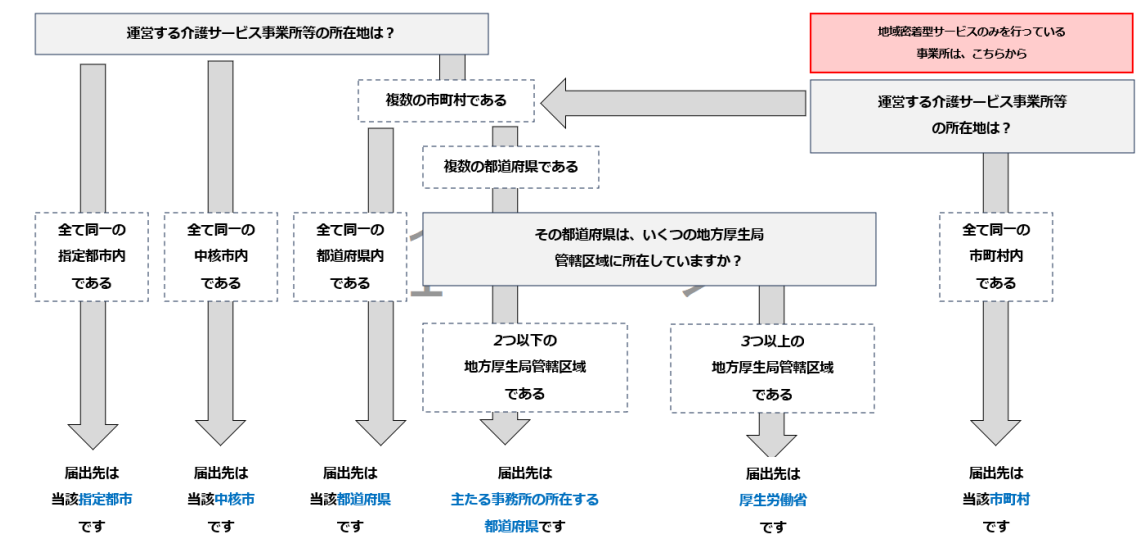 運営する介護サービス事業所等の所在地は？
地域密着型サービスのみを行っている
事業所は、こちらから
複数の市町村である
運営する介護サービス事業所等
の所在地は？
複数の都道府県である
全て同一の
指定都市内
である
全て同一の
中核市内
である
全て同一の
都道府県内
である
その都道府県は、いくつの地方厚生局
管轄区域に所在していますか？
全て同一の
市町村内
である
2つ以下の
地方厚生局管轄区域
である
3つ以上の
地方厚生局管轄区域
である
届出先は
当該指定都市
です
届出先は
当該中核市
です
届出先は
当該都道府県
です
届出先は
主たる事務所の所在する
都道府県です
届出先は
厚生労働省
です
届出先は
当該市町村
です